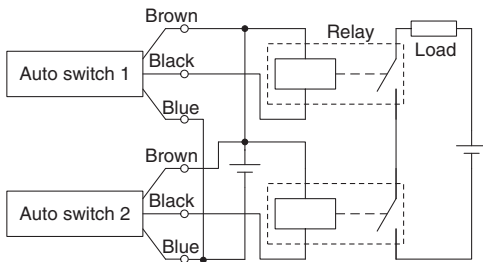 Brown
Relay
Load
Auto switch 1
Black
Blue
Brown
Auto switch 2
Black
Blue